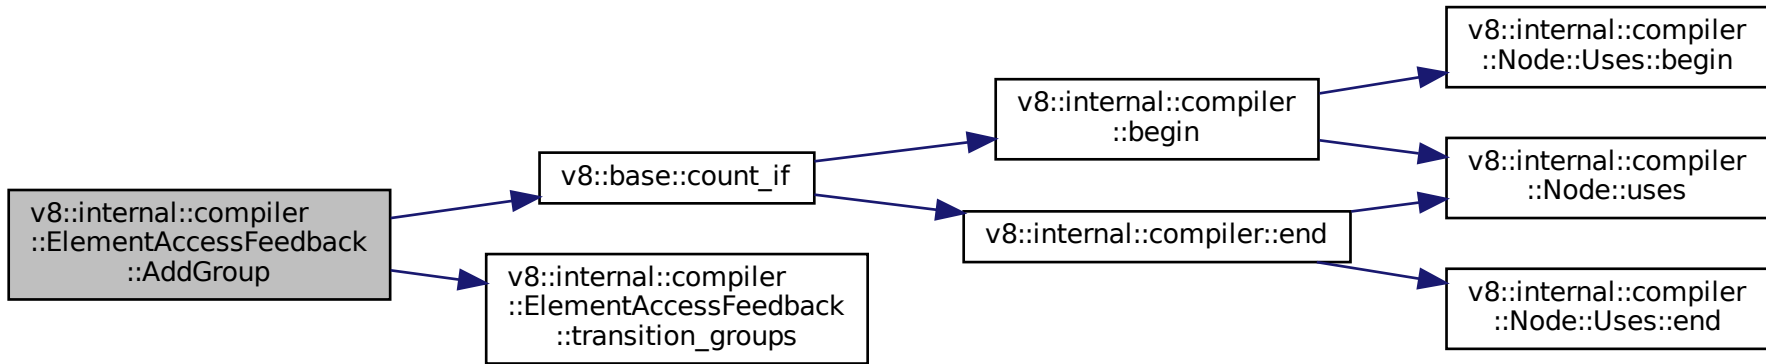 v8::internal::compiler
::ElementAccessFeedback
::AddGroup
v8::base::count_if
v8::internal::compiler
::ElementAccessFeedback
::transition_groups
v8::internal::compiler
::begin
v8::internal::compiler::end
v8::internal::compiler
::Node::Uses::begin
v8::internal::compiler
::Node::uses
v8::internal::compiler
::Node::Uses::end